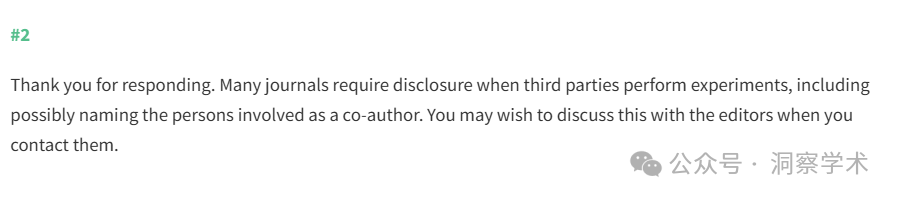 #2
Thank you for responding. Many journals require disclosure when third parties perform experiments, including
possibly naming the persons involved as a co-author. You may wish to discuss this with the editors when you
contact them.
公众号 · 洞察学术